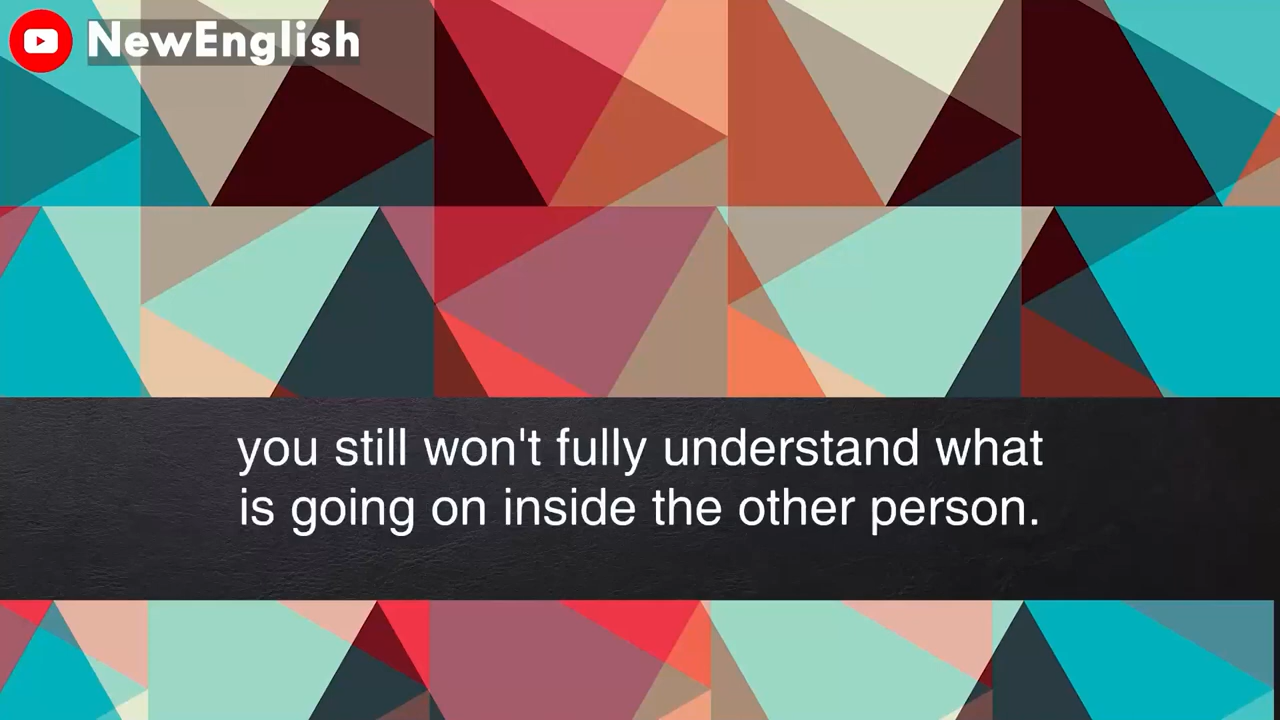 NewEnglish
you still won't fully understand what
is going on inside the other person.